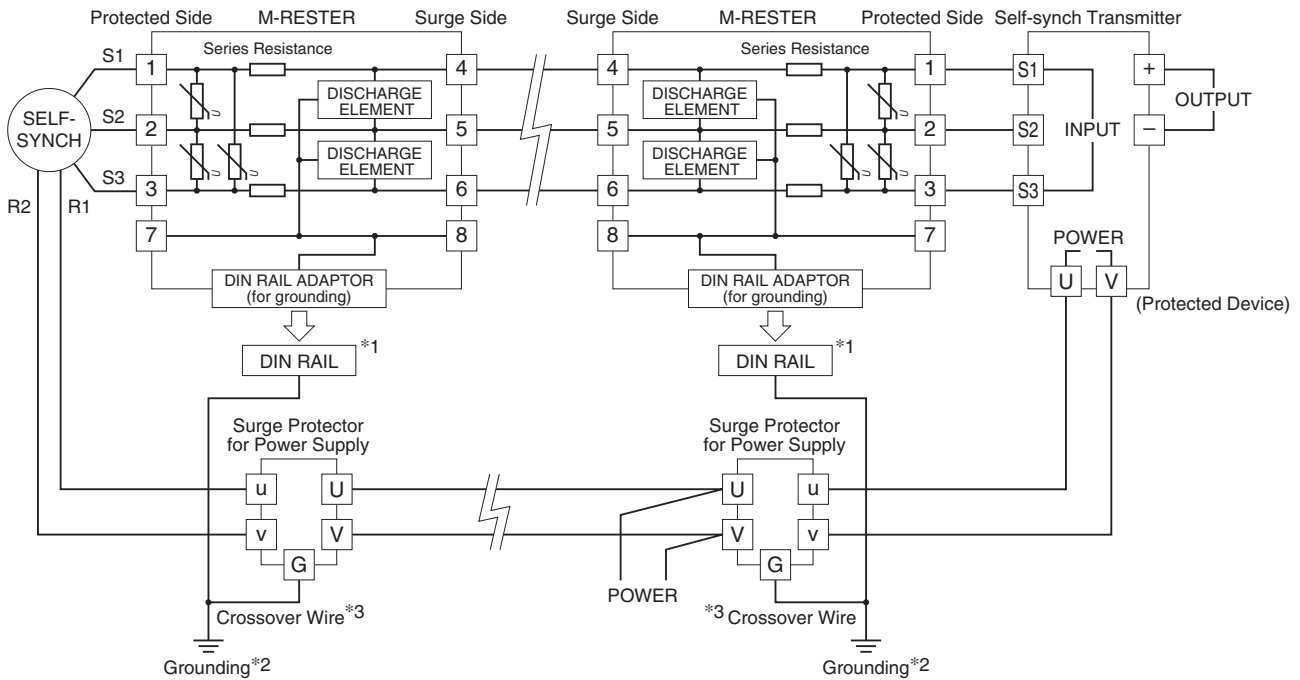 Protected Side M-RESTER Surge Side Surge Side M-RESTER Protected Side Self-synch Transmitter
S1 1 Series Resistance 4 4 Series Resistance 1 S1 +
DISCHARGE ELEMENT DISCHARGE ELEMENT
OUTPUT
SELF-SYNCH S2 2 5 5 2 S2 INPUT −
DISCHARGE ELEMENT DISCHARGE ELEMENT
S3 3 6 6 3 S3
R2 R1
7 8 8 7
POWER
DIN RAIL ADAPTOR DIN RAIL ADAPTOR U V
(for grounding) (for grounding) (Protected Device)
DIN RAIL *1 DIN RAIL *1
Surge Protector Surge Protector
for Power Supply for Power Supply
u U U u
v V V v
G G
POWER
Crossover Wire*3 *3 Crossover Wire
Grounding*2 Grounding*2